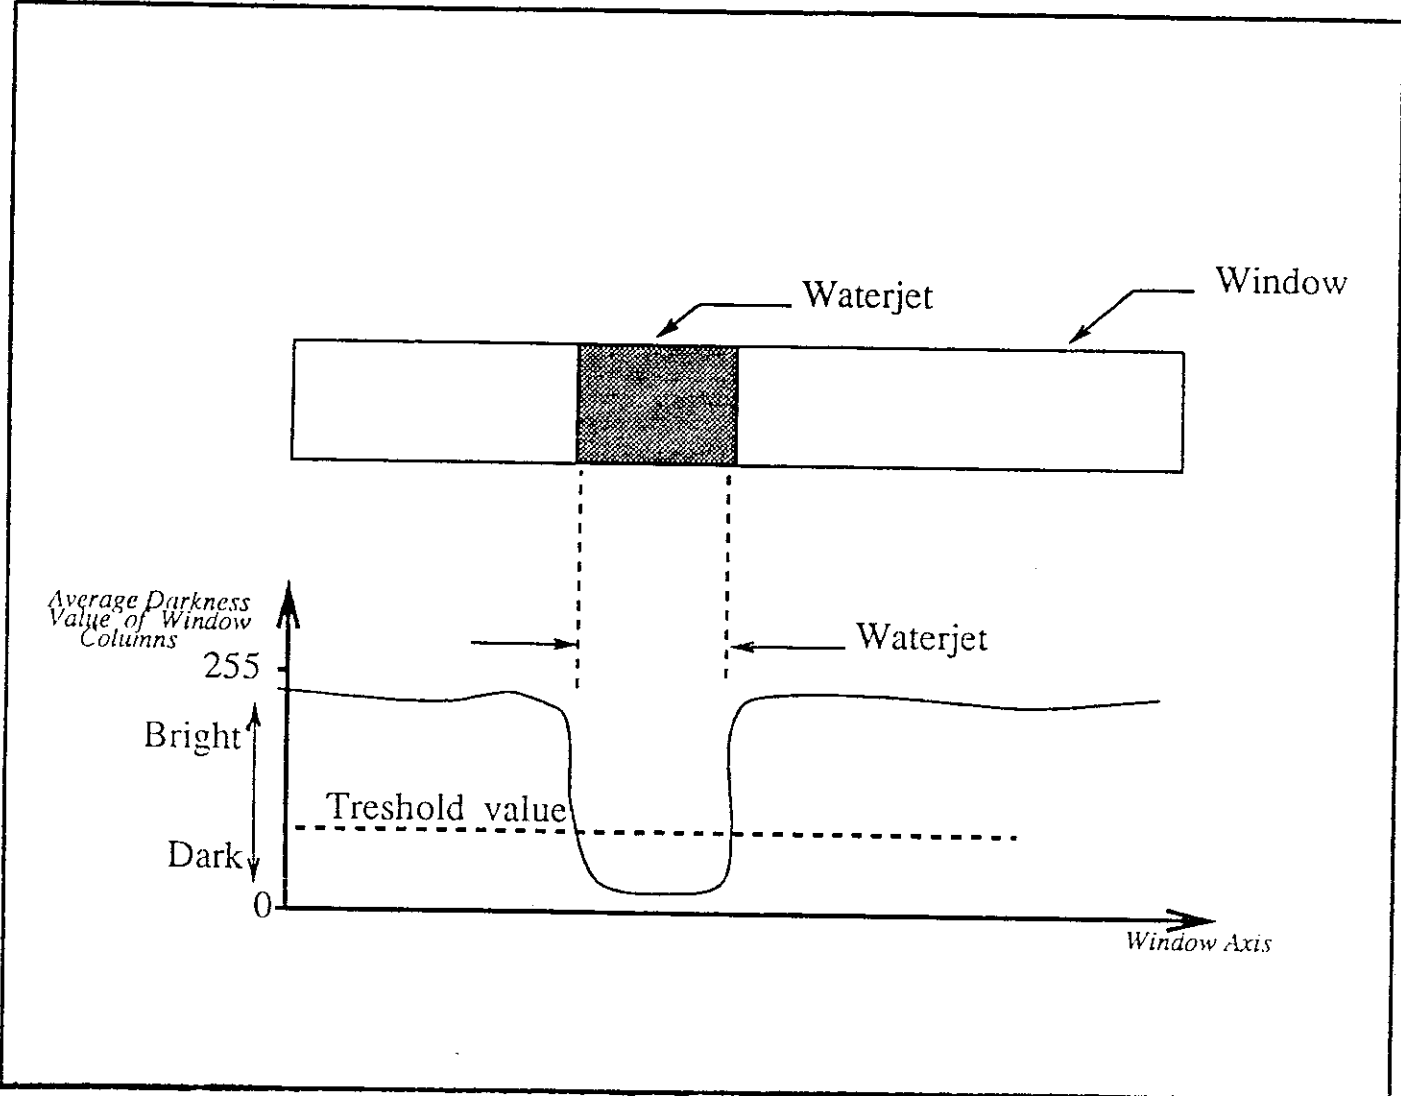 Waterjet
Window
Average Darkness
Value of Window
Columns
255
Waterjet
Bright
Treshold value
Dark
0
Window Axis